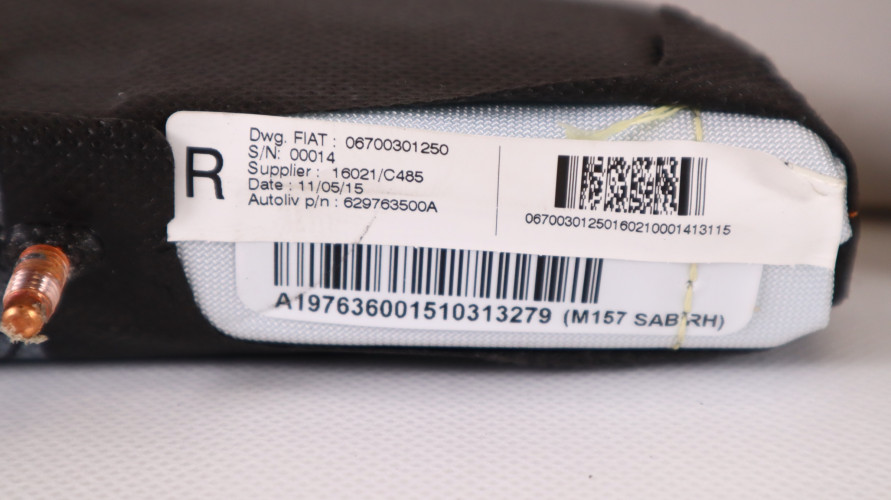 R
Dwg. FIAT : 06700301250
S/N: 00014
Supplier : 16021/C485
Date : 11/05/15
Autoliv p/n : 629763500A
06700301250160210001413115
A197636001510313279 (M157 SAB RH)